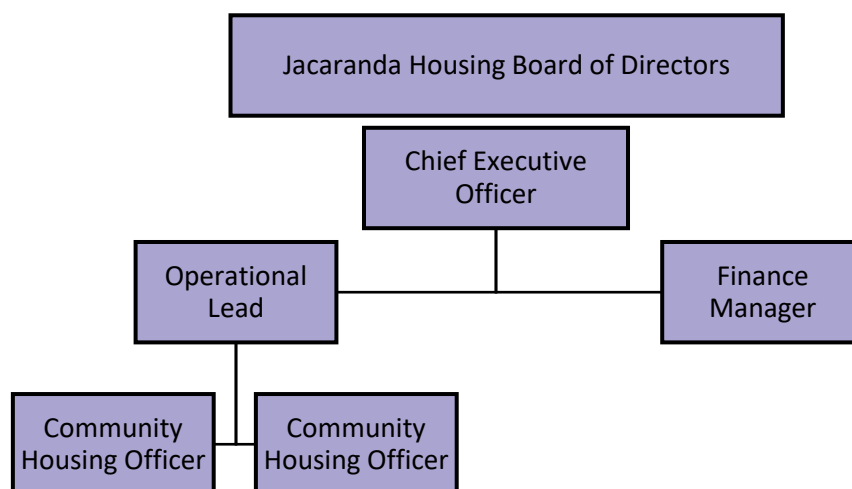 Jacaranda Housing Board of Directors
Chief Executive
Officer
Operational
Lead
Finance
Manager
Community
Housing Officer
Community
Housing Officer